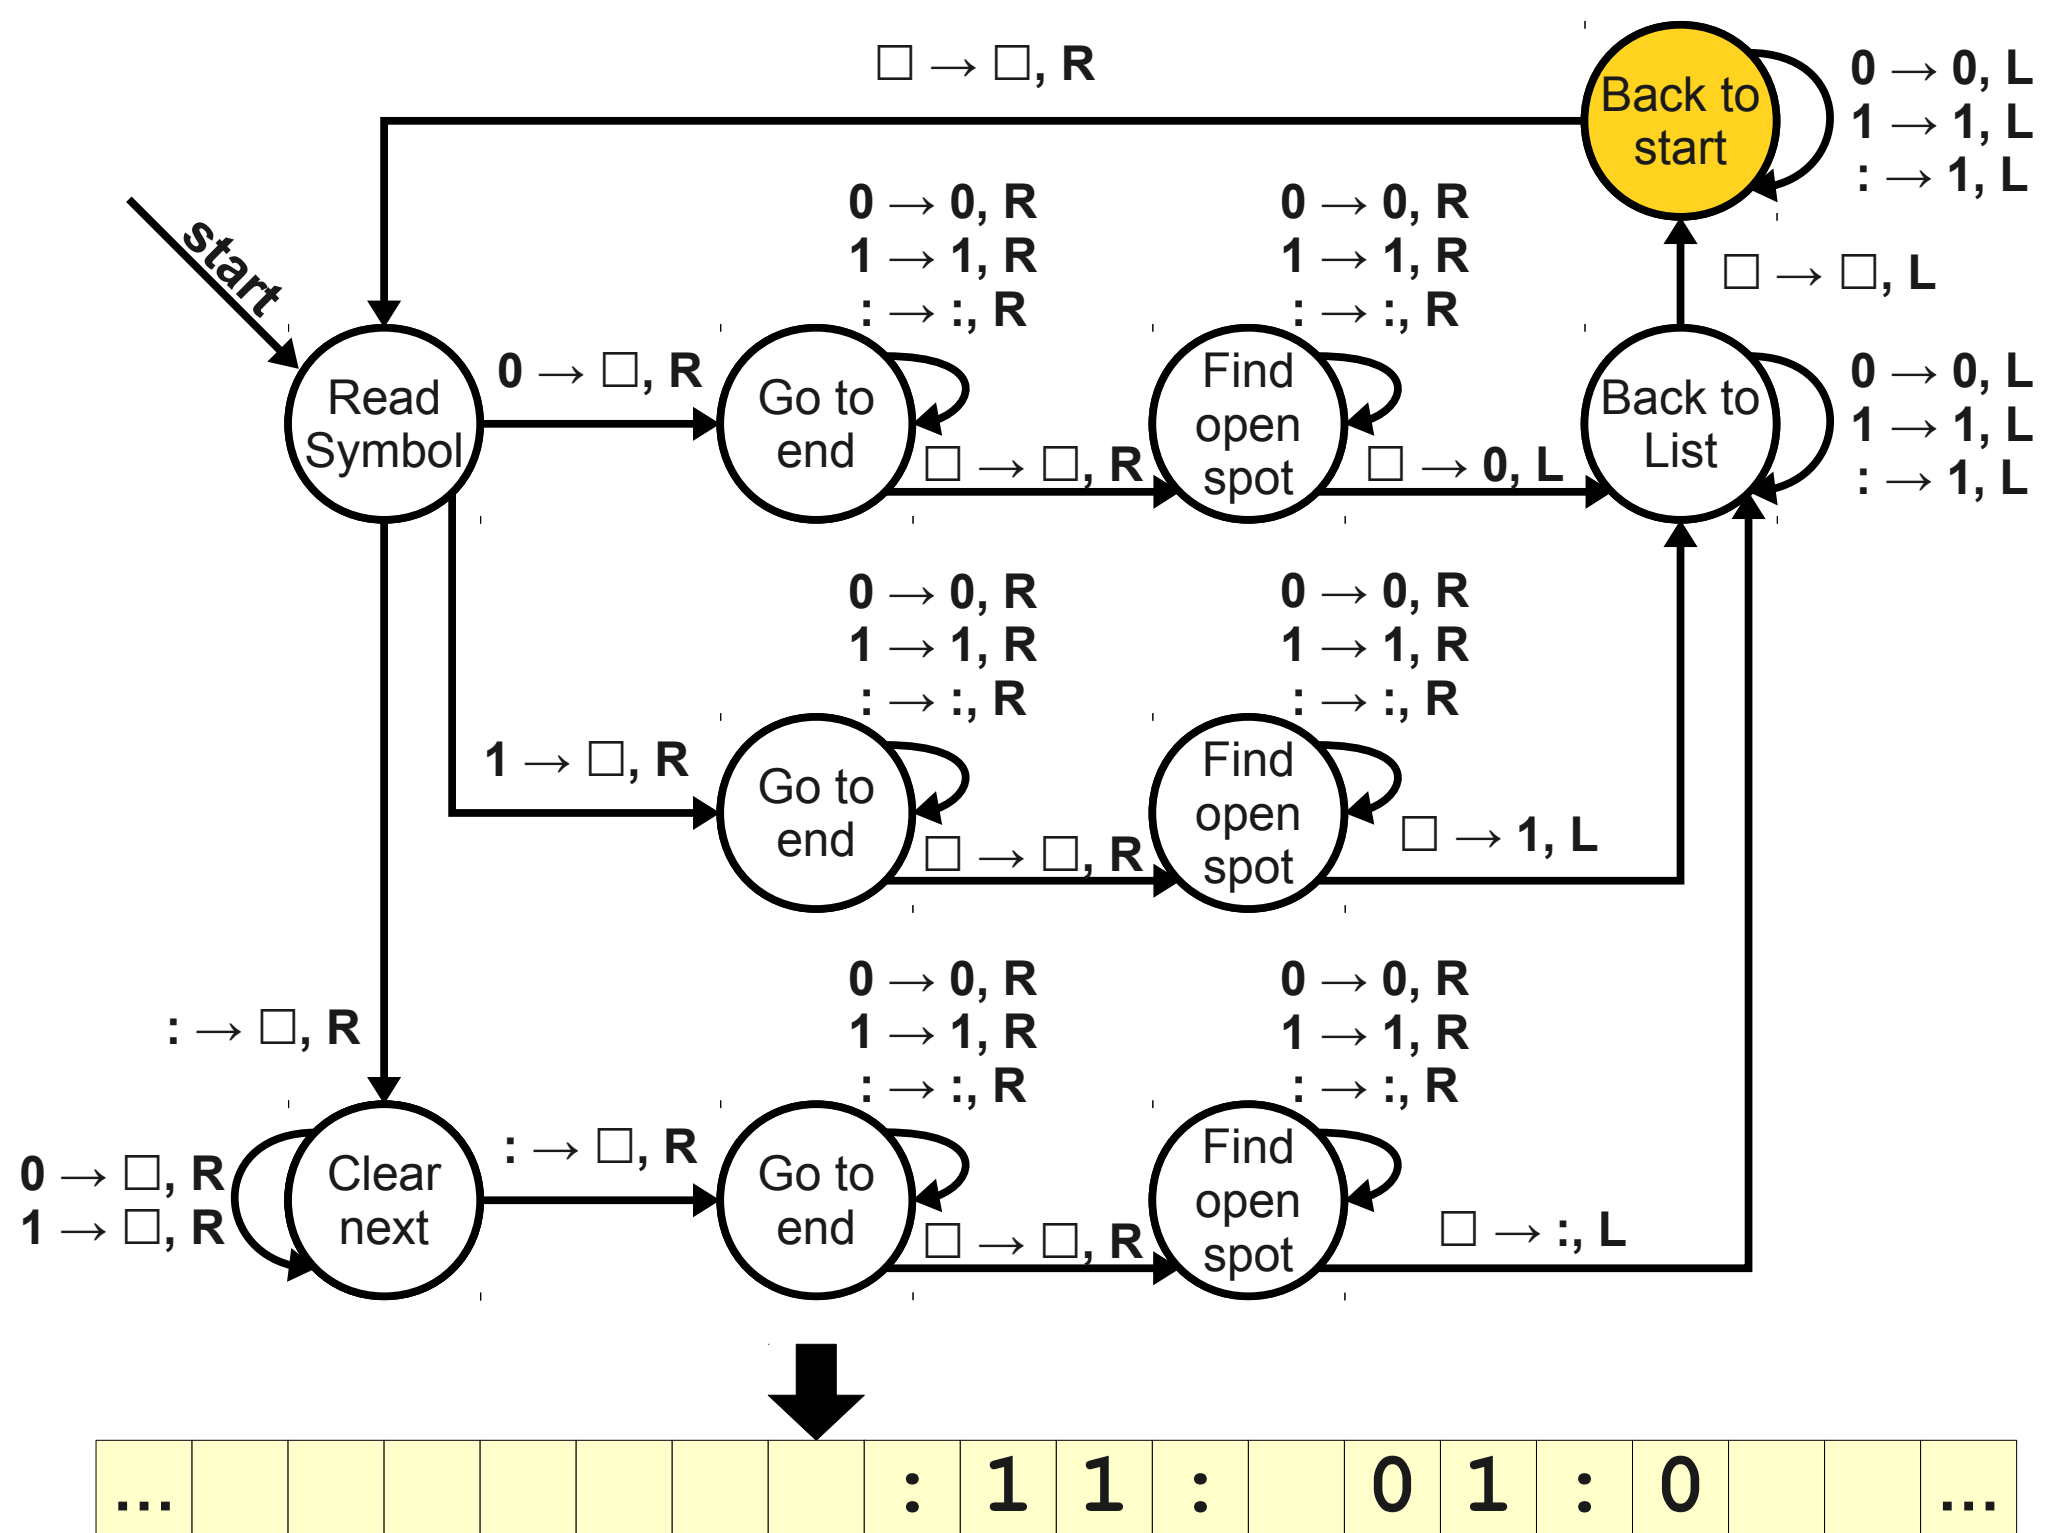 □ → □, R
Back to
start
0 → 0, L
1 → 1, L
: → 1, L
start
0 → 0, R
1 → 1, R
: → :, R
0 → 0, R
1 → 1, R
: → :, R
□ → □, L
Read
Symbol
0 → □, R
Go to
end
□ → □, R
Find
open
spot
□ → 0, L
Back to
List
0 → 0, L
1 → 1, L
: → 1, L
0 → 0, R
1 → 1, R
: → :, R
0 → 0, R
1 → 1, R
: → :, R
1 → □, R
Go to
end
□ → □, R
Find
open
spot
□ → 1, L
0 → 0, R
1 → 1, R
: → :, R
0 → 0, R
1 → 1, R
: → :, R
: → □, R
0 → □, R
1 → □, R
Clear
next
: → □, R
Go to
end
□ → □, R
Find
open
spot
□ → :, L
... : 1 1 : 0 1 : 0 ...